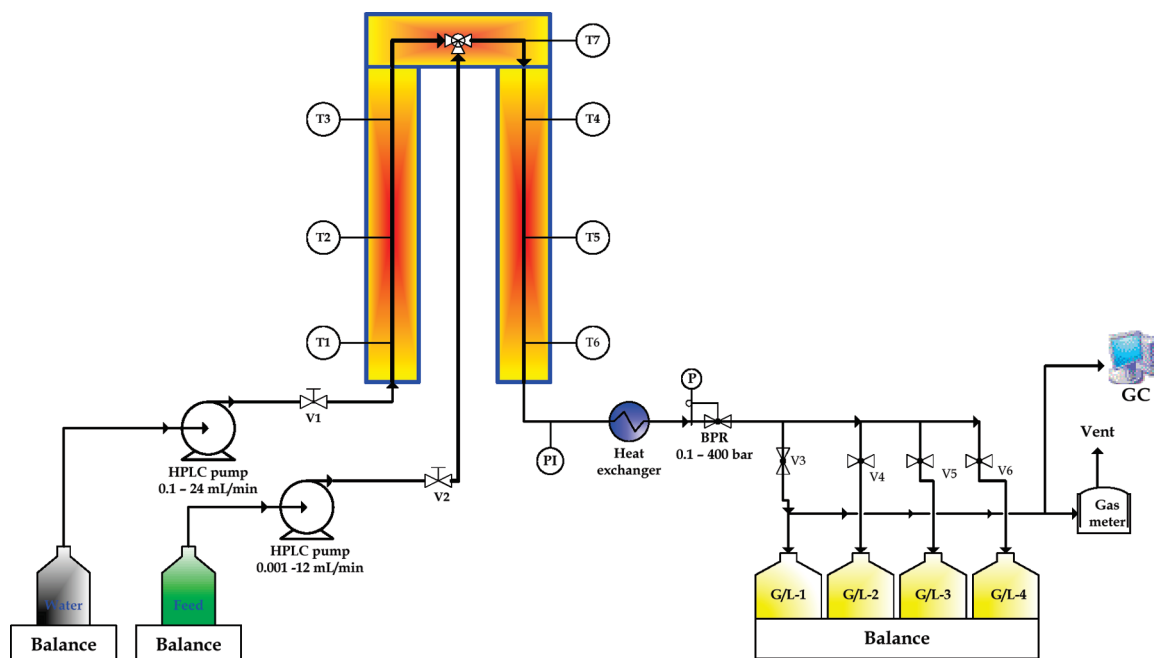 T7
T3
T4
T2
T5
T1
T6
P
V1
BPR
0.1 – 400 bar
Heat
exchanger
PI
HPLC pump
0.1 – 24 mL/min
V2
HPLC pump
0.001 -12 mL/min
V3
V4
V5
V6
GC
Vent
Gas
meter
Water
Feed
G/L-1
G/L-2
G/L-3
G/L-4
Balance
Balance
Balance